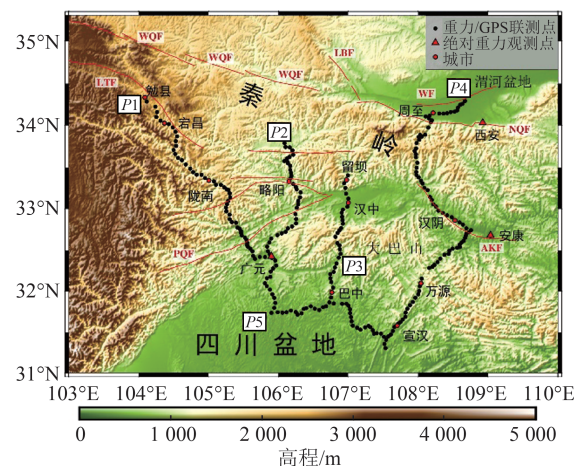 35°N
34°N
33°N
32°N
31°N
重力/GPS联测点
绝对重力观测点
城市
WQF
WQF
LBF
WQF
LTF
P1
勉县
宕昌
秦
岭
P2
P4
渭河盆地
WF
周至
西安
NQF
留坝
略阳
陇南
汉中
汉阴
安康
AKF
PQF
大巴山
广元
P3
巴中
万源
P5
宣汉
四川盆地
103°E 104°E 105°E 106°E 107°E 108°E 109°E 110°E
0 1 000 2 000 3 000 4 000 5 000
高程/m